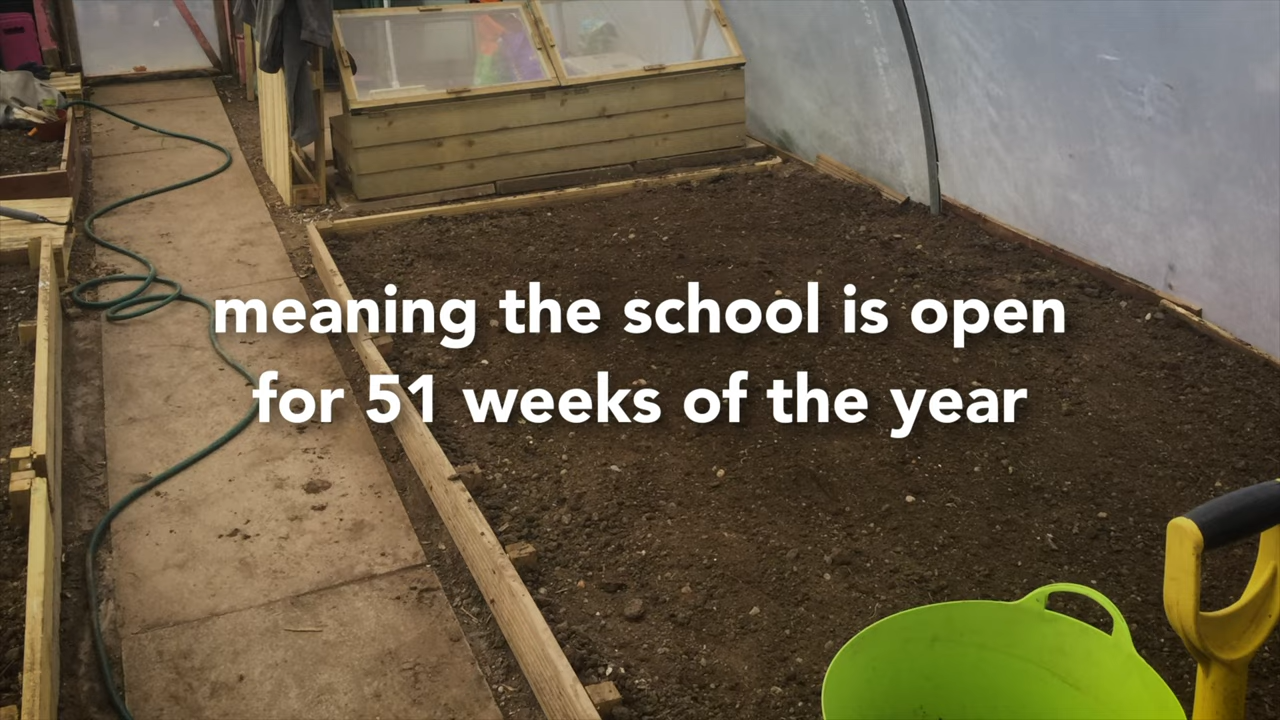 meaning the school is open
for 51 weeks of the year